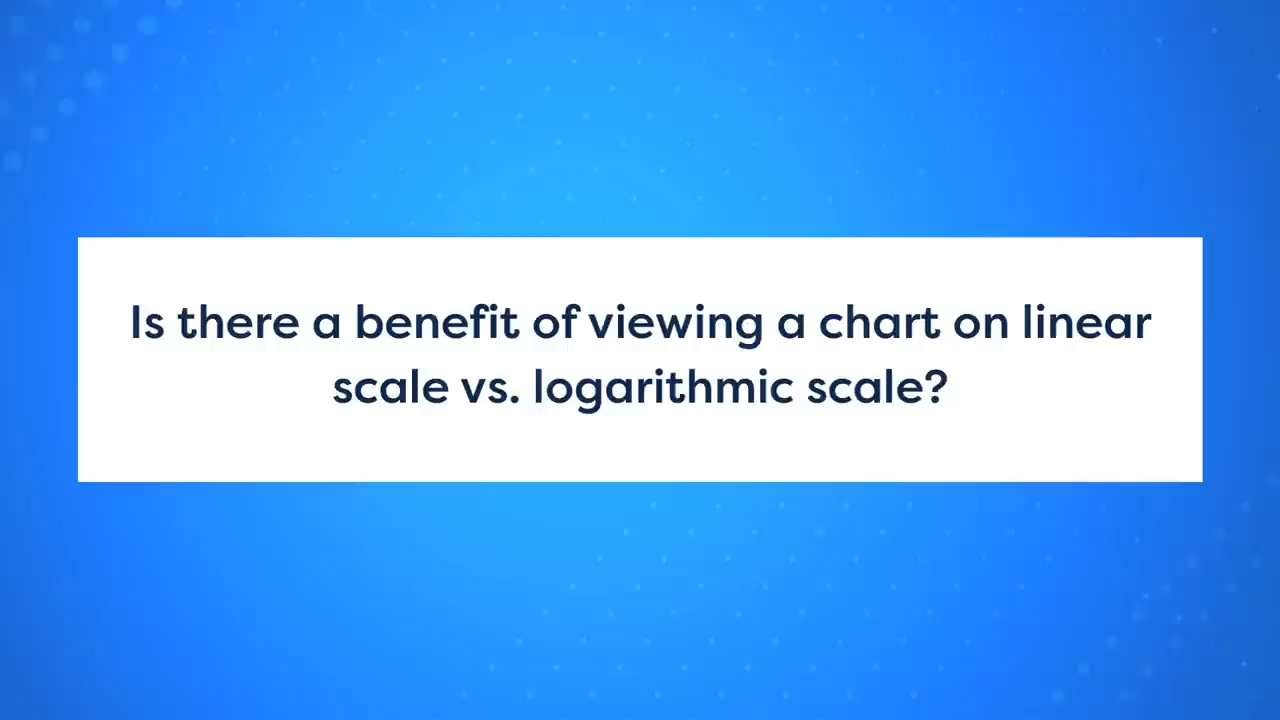 Is there a benefit of viewing a chart on linear
scale vs. logarithmic scale?